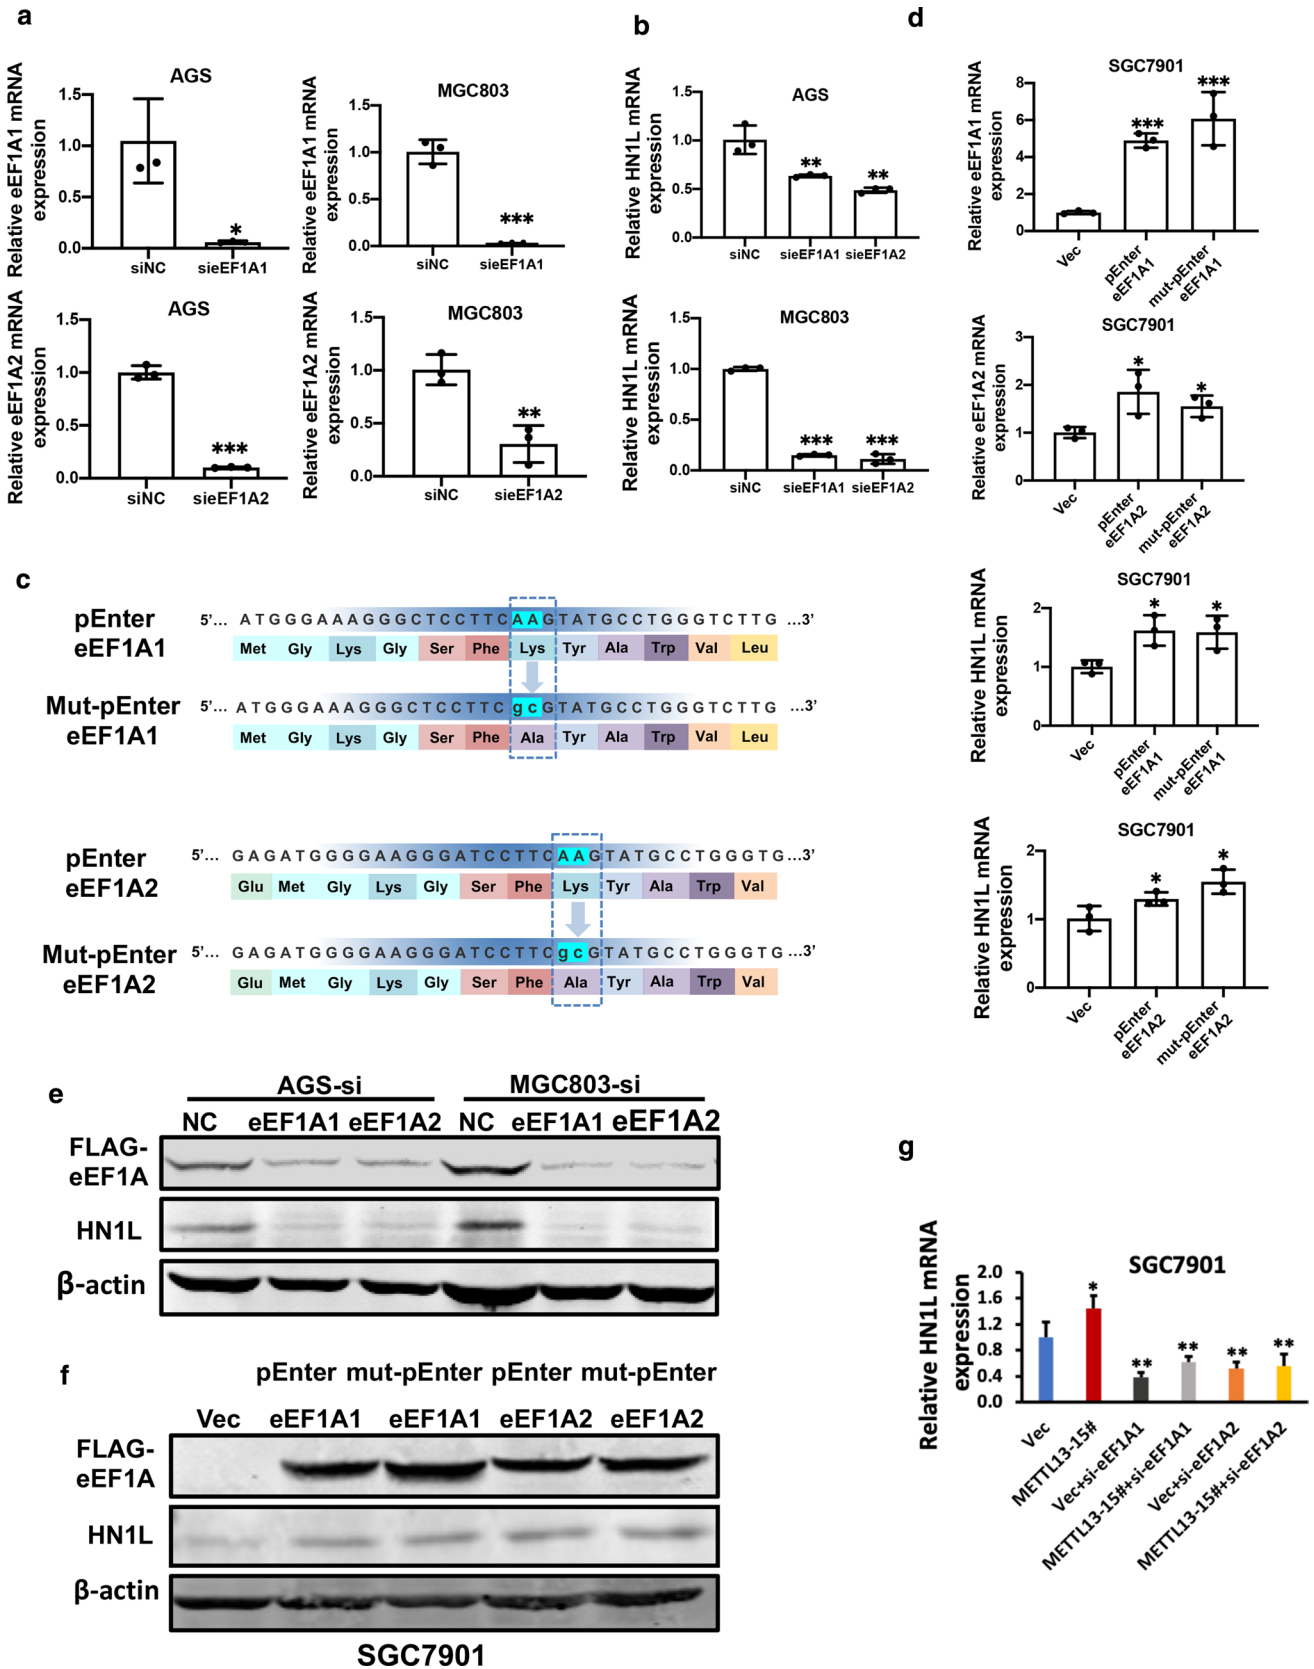 a
AGS
Relative eEF1A1 mRNA
expression
1.5
1.0
0.5
0.0
*
siNC
sieEF1A1
MGC803
Relative eEF1A1 mRNA
expression
1.5
1.0
0.5
0.0
***
siNC
sieEF1A1
AGS
Relative eEF1A2 mRNA
expression
1.5
1.0
0.5
0.0
***
siNC
sieEF1A2
MGC803
Relative eEF1A2 mRNA
expression
1.5
1.0
0.5
0.0
**
siNC
sieEF1A2
b
AGS
Relative HN1L mRNA
expression
1.5
1.0
0.5
0.0
**
**
siNC
sieEF1A1
sieEF1A2
MGC803
Relative HN1L mRNA
expression
1.5
1.0
0.5
0.0
***
***
siNC
sieEF1A1
sieEF1A2
c
pEnter
eEF1A1
5'... ATGGGAAAGGGCTCCTTCAAGTATGCCTGGGTCTTG ...3'
Met Gly Lys Gly Ser Phe Lys Tyr Ala Trp Val Leu
Mut-pEnter
eEF1A1
5'... ATGGGAAAGGGCTCCTTCgcGTATGCCTGGGTCTTG ...3'
Met Gly Lys Gly Ser Phe Ala Tyr Ala Trp Val Leu
pEnter
eEF1A2
5'... GAGATGGGGAAGGGATCCTTCAAGTATGCCTGGGTG ...3'
Glu Met Gly Lys Gly Ser Phe Lys Tyr Ala Trp Val
Mut-pEnter
eEF1A2
5'... GAGATGGGGAAGGGATCCTTCgcGTATGCCTGGGTG ...3'
Glu Met Gly Lys Gly Ser Phe Ala Tyr Ala Trp Val
d
SGC7901
Relative eEF1A1 mRNA
expression
8
6
4
2
0
***
***
Vec
pEnter
eEF1A1
mut-pEnter
eEF1A1
SGC7901
Relative eEF1A2 mRNA
expression
3
2
1
0
*
*
Vec
pEnter
eEF1A2
mut-pEnter
eEF1A2
SGC7901
Relative HN1L mRNA
expression
2
1
0
*
*
Vec
pEnter
eEF1A1
mut-pEnter
eEF1A1
SGC7901
Relative HN1L mRNA
expression
2
1
0
*
*
Vec
pEnter
eEF1A2
mut-pEnter
eEF1A2
e
AGS-si MGC803-si
NC eEF1A1 eEF1A2 NC eEF1A1 eEF1A2
FLAG-
eEF1A
HN1L
β-actin
f
pEnter mut-pEnter pEnter mut-pEnter
Vec eEF1A1 eEF1A1 eEF1A2 eEF1A2
FLAG-
eEF1A
HN1L
β-actin
SGC7901
g
SGC7901
Relative HN1L mRNA
expression
2.0
1.6
1.2
0.8
0.4
0.0
*
**
**
**
**
Vec
METTL13-15#
Vec+si-eEF1A1
METTL13-15#+si-eEF1A1
Vec+si-eEF1A2
METTL13-15#+si-eEF1A2